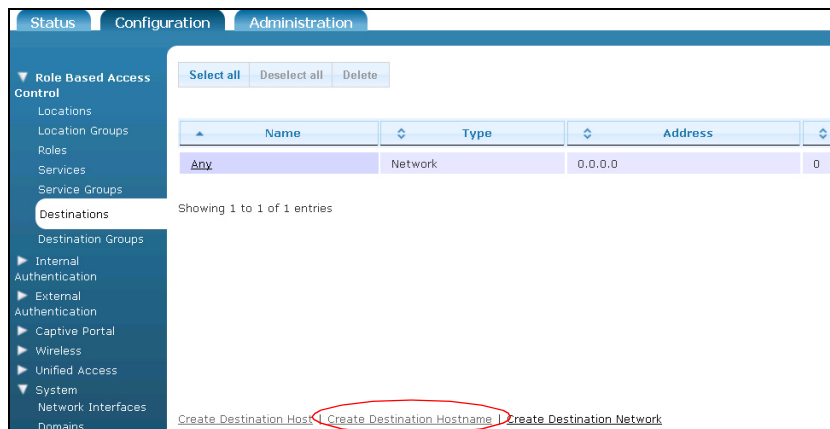 Status Configuration Administration
Role Based Access
Control
Locations
Location Groups
Roles
Services
Service Groups
Destinations
Destination Groups
Internal
Authentication
External
Authentication
Captive Portal
Wireless
Unified Access
System
Network Interfaces
Domains
Select all Deselect all Delete
Name Type Address
Any Network 0.0.0.0 0
Showing 1 to 1 of 1 entries
Create Destination Host | Create Destination Hostname | Create Destination Network